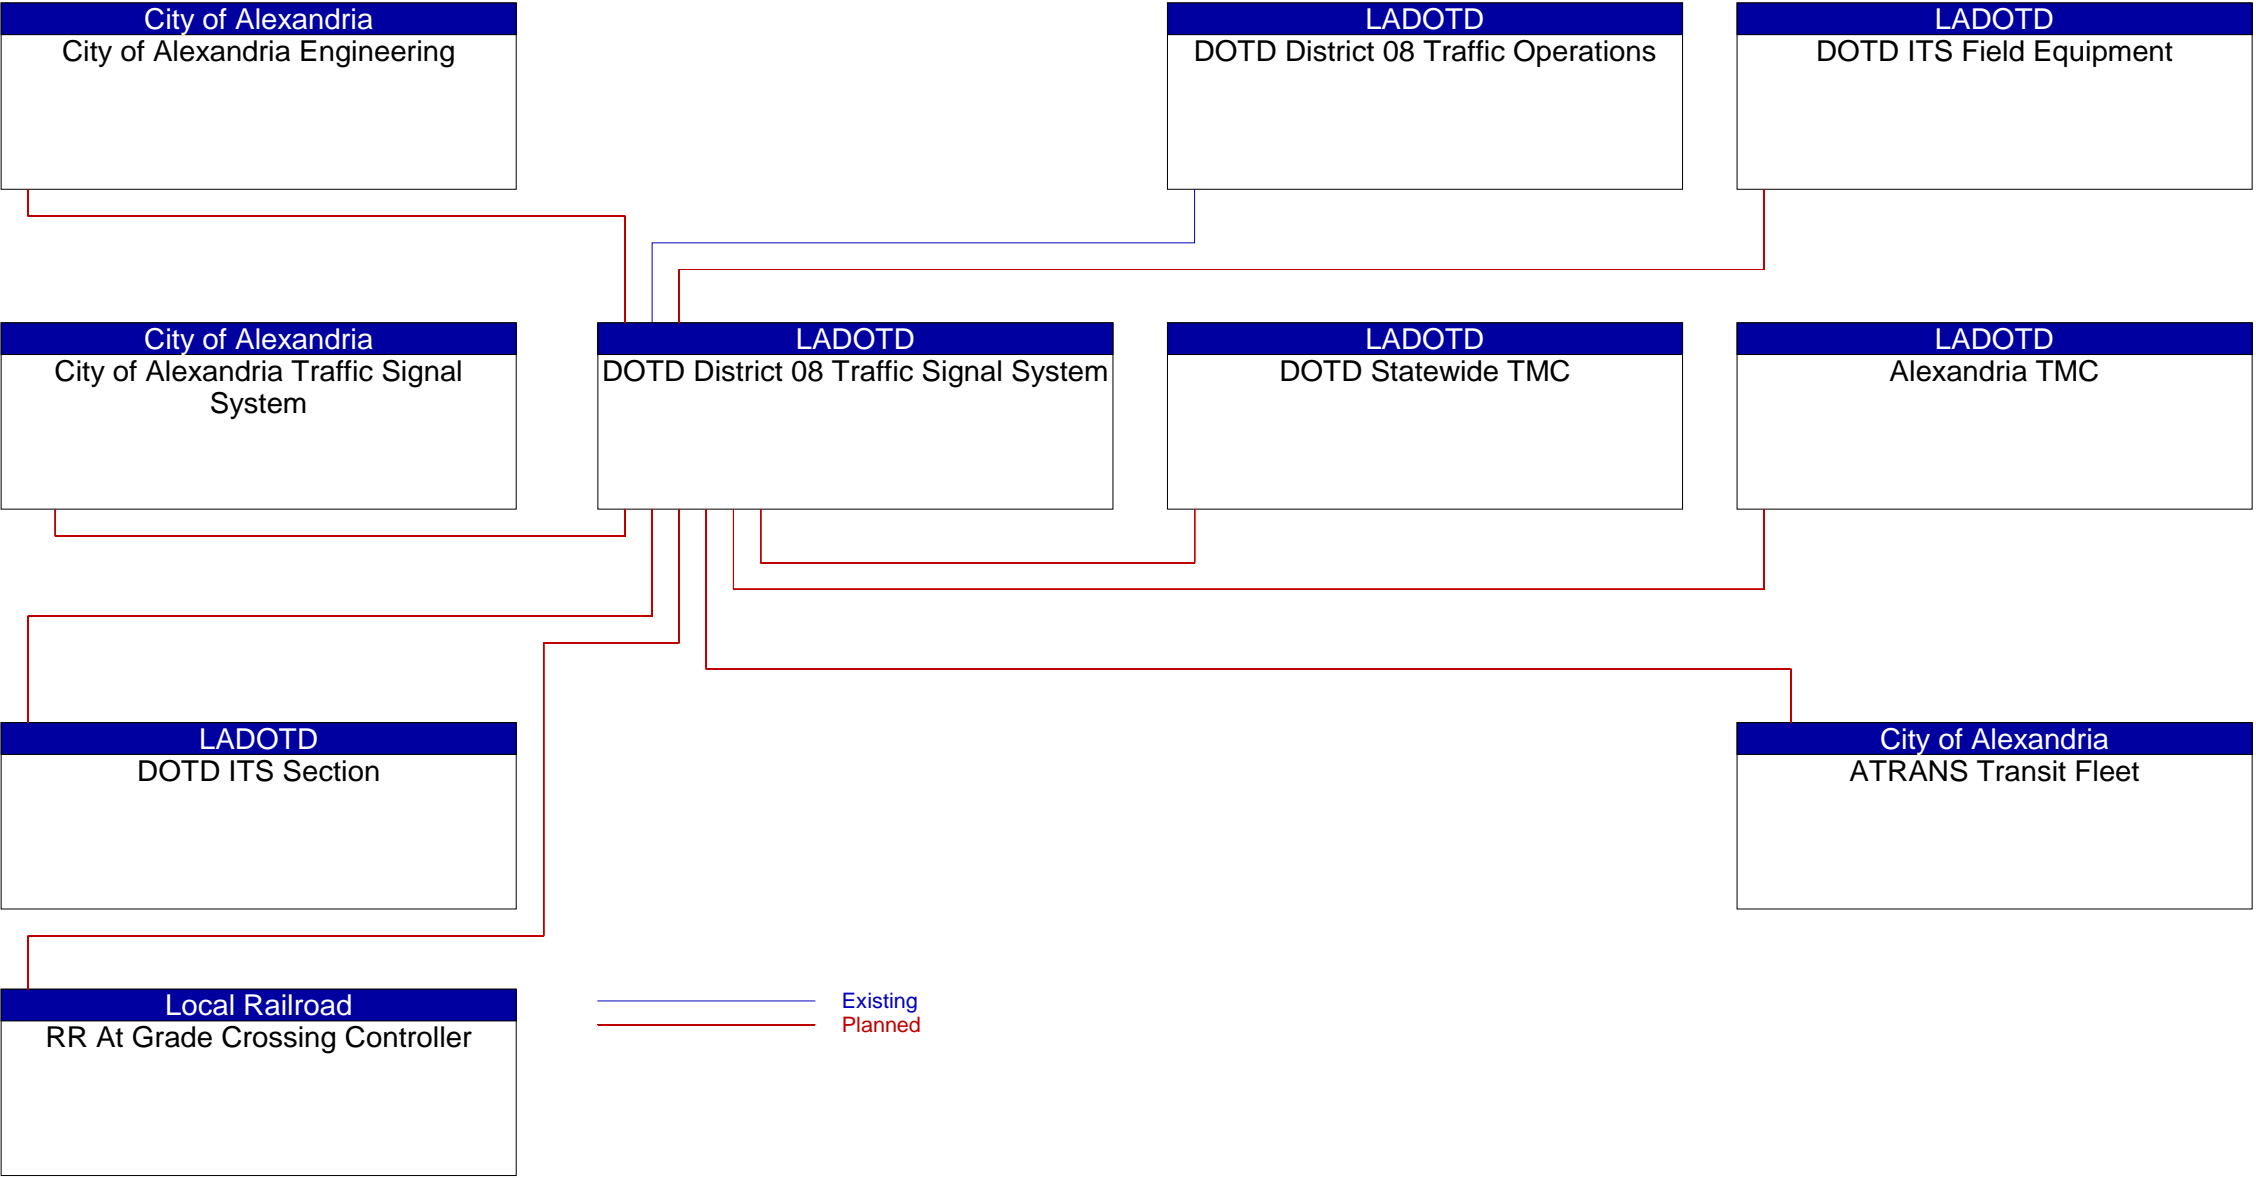 City of Alexandria
City of Alexandria Engineering
LADOTD
DOTD District 08 Traffic Operations
LADOTD
DOTD ITS Field Equipment
City of Alexandria
City of Alexandria Traffic Signal
System
LADOTD
DOTD District 08 Traffic Signal System
LADOTD
DOTD Statewide TMC
LADOTD
Alexandria TMC
LADOTD
DOTD ITS Section
City of Alexandria
ATRANS Transit Fleet
Local Railroad
RR At Grade Crossing Controller
Existing
Planned